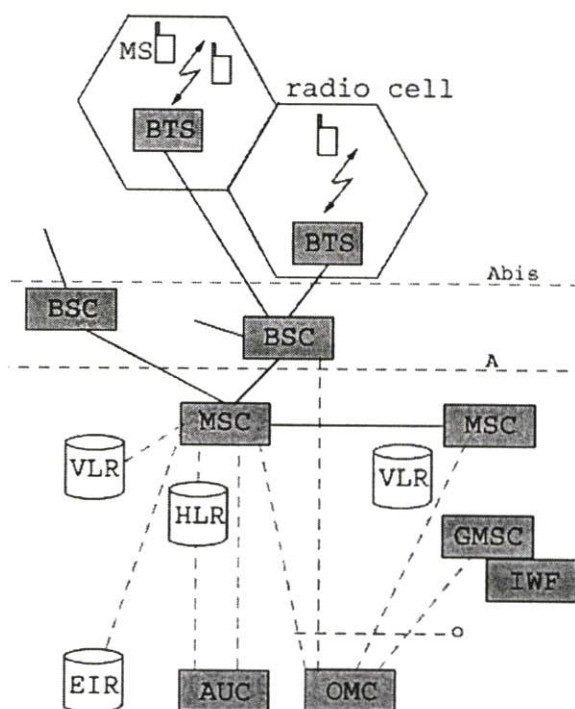 MS
radio cell
BTS
BTS
Abis
BSC
BSC
A
MSC
MSC
VLR
VLR
HLR
GMSC
IWF
O
EIR
AUC
OMC